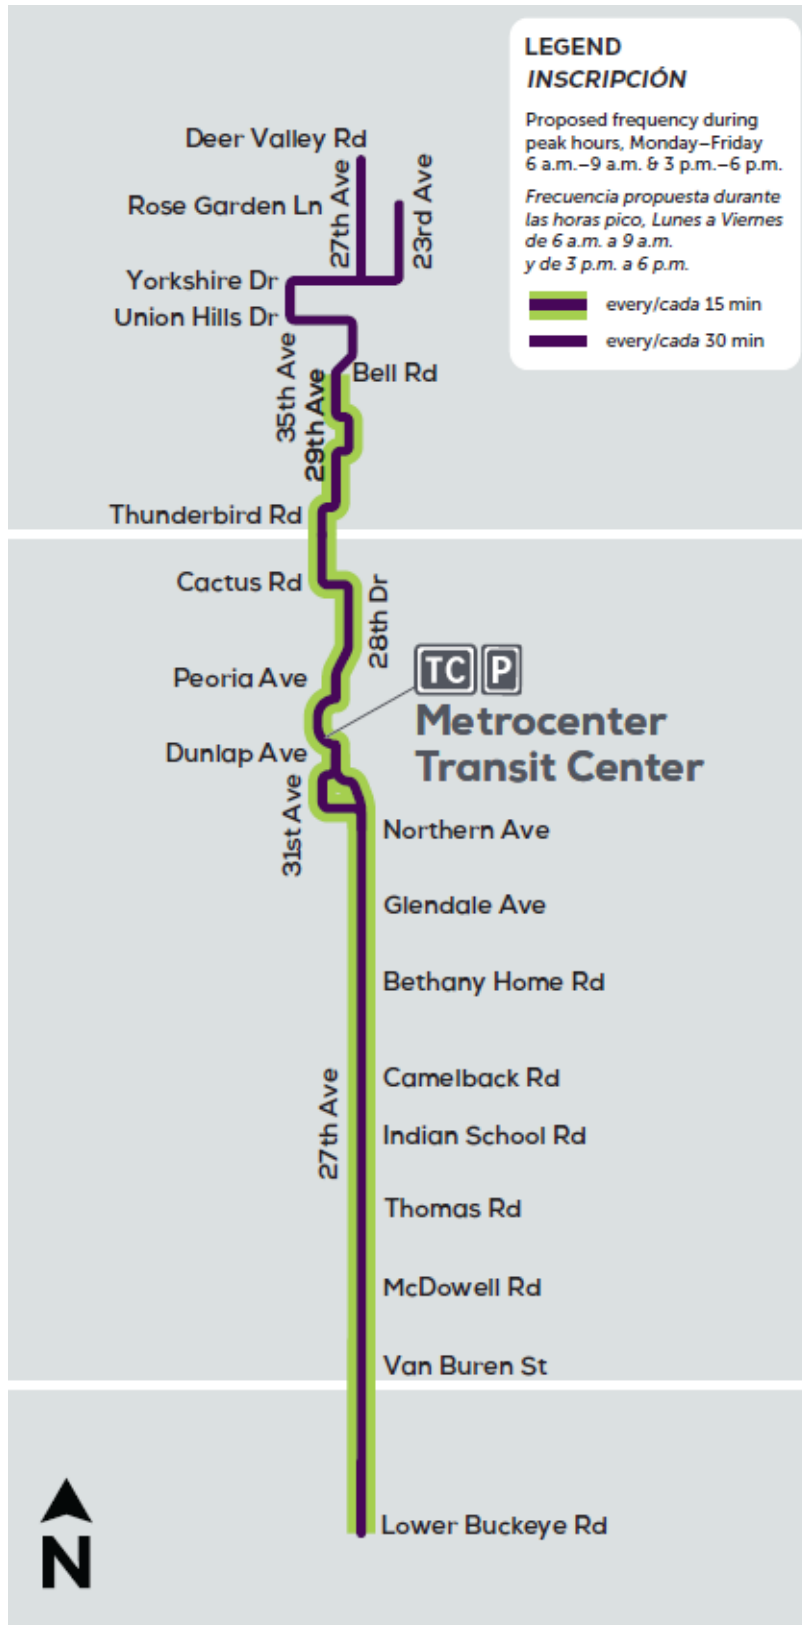 LEGEND
INSCRIPCIÓN
Proposed frequency during
peak hours, Monday–Friday
6 a.m.–9 a.m. & 3 p.m.–6 p.m.
Frecuencia propuesta durante
las horas pico, Lunes a Viernes
de 6 a.m. a 9 a.m.
y de 3 p.m. a 6 p.m.
every/cada 15 min
every/cada 30 min
Deer Valley Rd
27th Ave
23rd Ave
Rose Garden Ln
Yorkshire Dr
Union Hills Dr
35th Ave
29th Ave
Bell Rd
Thunderbird Rd
Cactus Rd
28th Dr
Peoria Ave
TC P
Metrocenter
Transit Center
Dunlap Ave
31st Ave
Northern Ave
Glendale Ave
Bethany Home Rd
Camelback Rd
27th Ave
Indian School Rd
Thomas Rd
McDowell Rd
Van Buren St
Lower Buckeye Rd
N